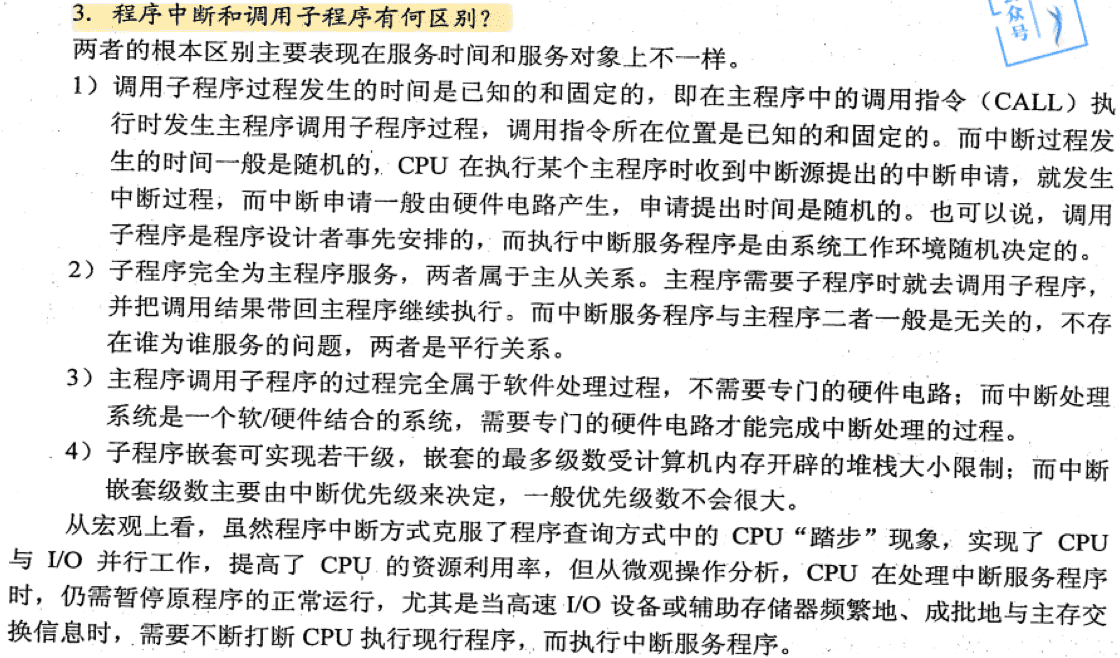 3. 程序中断和调用子程序有何区别？
众
号
两者的根本区别主要表现在服务时间和服务对象上不一样。
1）调用子程序过程发生的时间是已知的和固定的，即在主程序中的调用指令（CALL）执
行时发生主程序调用子程序过程，调用指令所在位置是已知的和固定的。而中断过程发
生的时间一般是随机的，CPU 在执行某个主程序时收到中断源提出的中断申请，就发生
中断过程，而中断申请一般由硬件电路产生，申请提出时间是随机的。也可以说，调用
子程序是程序设计者事先安排的，而执行中断服务程序是由系统工作环境随机决定的。
2）子程序完全为主程序服务，两者属于主从关系。主程序需要子程序时就去调用子程序，
并把调用结果带回主程序继续执行。而中断服务程序与主程序二者一般是无关的，不存
在谁为谁服务的问题，两者是平行关系。
3）主程序调用子程序的过程完全属于软件处理过程，不需要专门的硬件电路；而中断处理
系统是一个软/硬件结合的系统，需要专门的硬件电路才能完成中断处理的过程。
4）子程序嵌套可实现若干级，嵌套的最多级数受计算机内存开辟的堆栈大小限制；而中断
嵌套级数主要由中断优先级来决定，一般优先级数不会很大。
从宏观上看，虽然程序中断方式克服了程序查询方式中的 CPU“踏步”现象，实现了 CPU
与 I/O 并行工作，提高了 CPU 的资源利用率，但从微观操作分析，CPU 在处理中断服务程序
时，仍需暂停原程序的正常运行，尤其是当高速 I/O 设备或辅助存储器频繁地、成批地与主存交
换信息时，需要不断打断 CPU 执行现行程序，而执行中断服务程序。